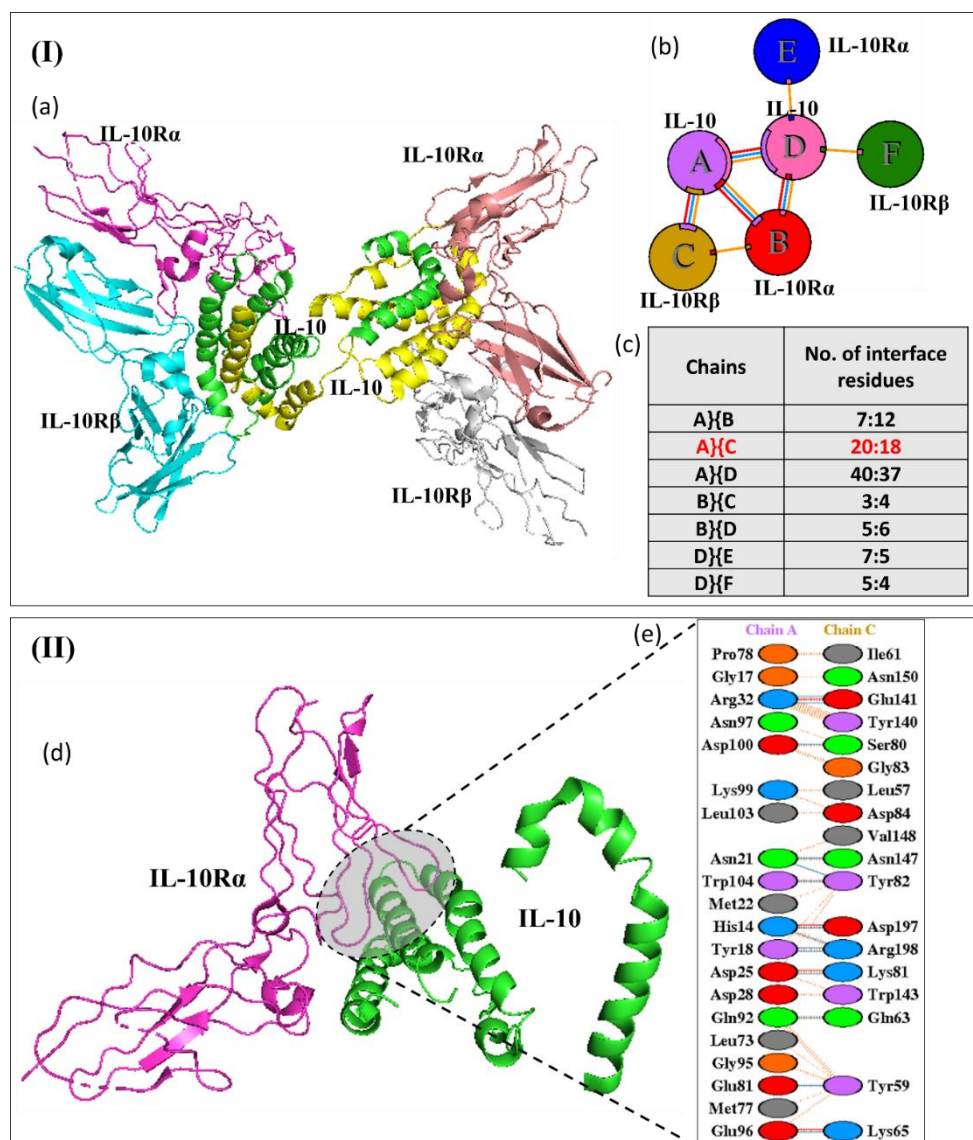 (I)
(a)
IL-10Rα
IL-10Rα
IL-10
IL-10
IL-10Rβ
IL-10Rβ
(b)
E
IL-10Rα
IL-10
IL-10
A
D
F
IL-10Rβ
C
B
IL-10Rβ
IL-10Rα
(c)
Chains No. of interface
residues
A}{B 7:12
A}{C 20:18
A}{D 40:37
B}{C 3:4
B}{D 5:6
D}{E 7:5
D}{F 5:4
(II)
(d)
IL-10Rα
IL-10
(e)
Chain A Chain C
Pro78 Ile61
Gly17 Asn150
Arg32 Glu141
Asn97 Tyr140
Asp100 Ser80
Gly83
Lys99 Leu57
Leu103 Asp84
Val148
Asn21 Asn147
Trp104 Tyr82
Met22
His14 Asp197
Tyr18 Arg198
Asp25 Lys81
Asp28 Trp143
Gln92 Gln63
Leu73
Gly95
Glu81 Tyr59
Met77
Glu96 Lys65